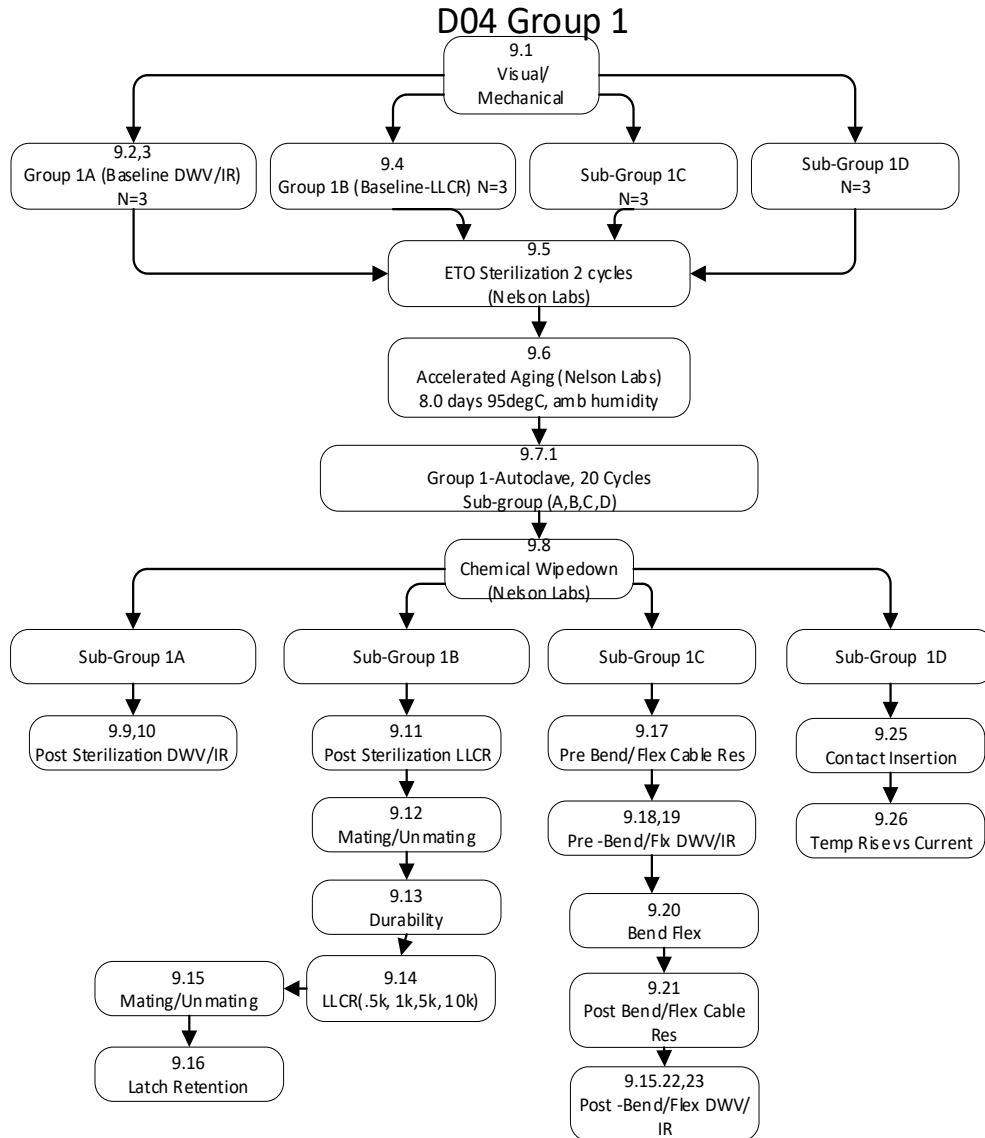 D04 Group 1
9.1
Visual/
Mechanical
9.2,3
Group 1A (Baseline DWV/IR)
N=3
9.4
Group 1B (Baseline-LLCR) N=3
Sub-Group 1C
N=3
Sub-Group 1D
N=3
9.5
ETO Sterilization 2 cycles
(Nelson Labs)
9.6
Accelerated Aging (Nelson Labs)
8.0 days 95degC, amb humidity
9.7.1
Group 1-Autoclave, 20 Cycles
Sub-group (A,B,C,D)
9.8
Chemical Wipedown
(Nelson Labs)
Sub-Group 1A
Sub-Group 1B
Sub-Group 1C
Sub-Group 1D
9.9,10
Post Sterilization DWV/IR
9.11
Post Sterilization LLCR
9.17
Pre Bend/Flex Cable Res
9.25
Contact Insertion
9.12
Mating/Unmating
9.18,19
Pre -Bend/Flx DWV/IR
9.26
Temp Rise vs Current
9.13
Durability
9.20
Bend Flex
9.15
Mating/Unmating
9.14
LLCR(.5k, 1k,5k, 10k)
9.21
Post Bend/Flex Cable
Res
9.16
Latch Retention
9.15.22,23
Post -Bend/Flex DWV/
IR